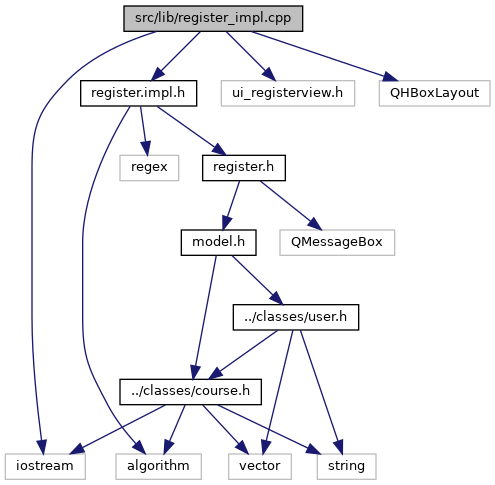 src/lib/register_impl.cpp
register.impl.h
ui_registerview.h
QHBoxLayout
regex
register.h
model.h
QMessageBox
../classes/user.h
../classes/course.h
iostream
algorithm
vector
string